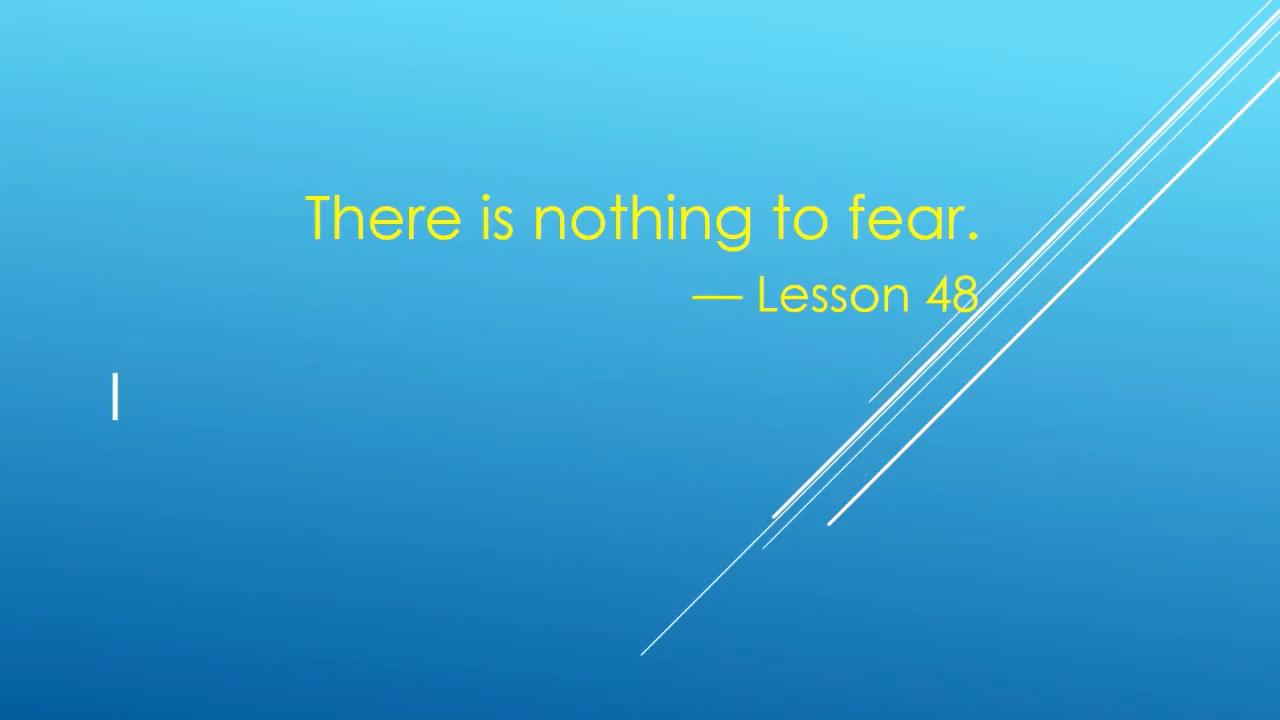 There is nothing to fear.
— Lesson 48
I